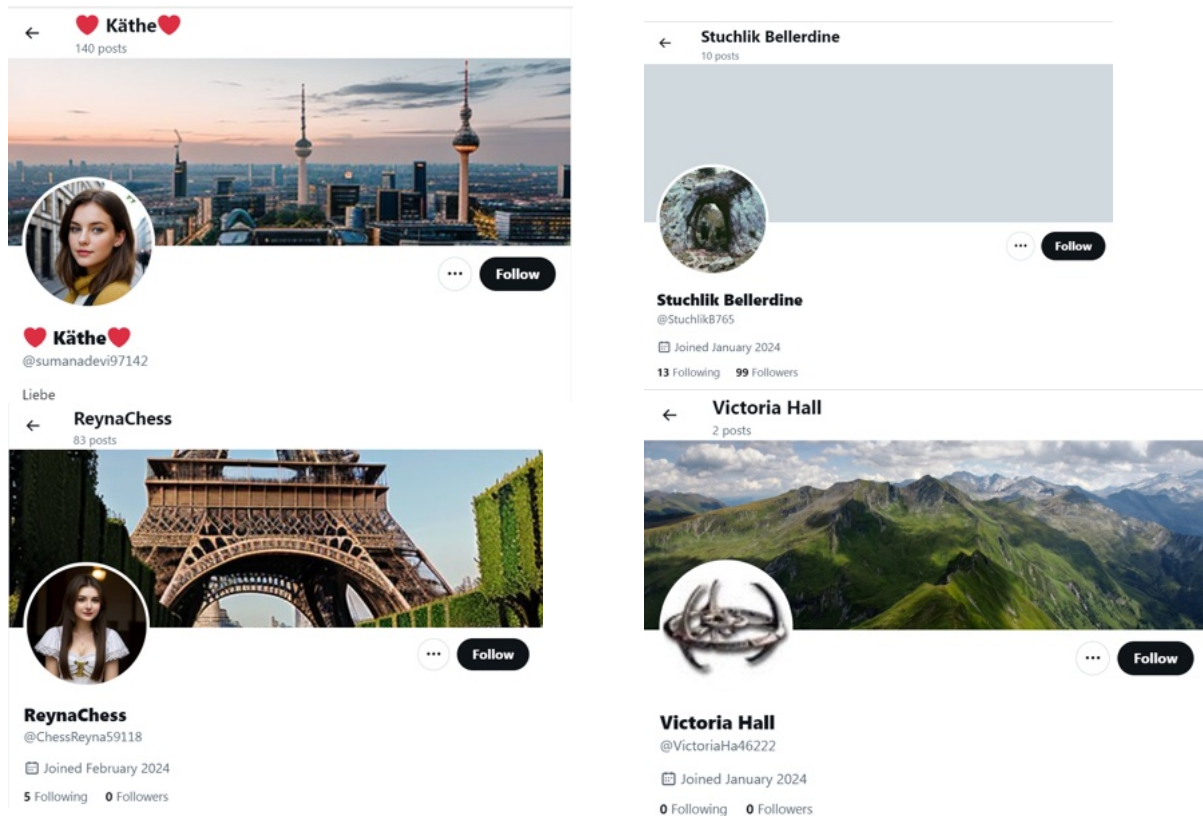 ❤️ Käthe❤️
140 posts
Follow
❤️ Käthe❤️
@sumanadevi97142
Liebe
Stuchlik Bellerdine
10 posts
Follow
Stuchlik Bellerdine
@StuchlikB765
Joined January 2024
13 Following 99 Followers
ReynaChess
83 posts
Follow
ReynaChess
@ChessReyna59118
Joined February 2024
5 Following 0 Followers
Victoria Hall
2 posts
Follow
Victoria Hall
@VictoriaHa46222
Joined January 2024
0 Following 0 Followers